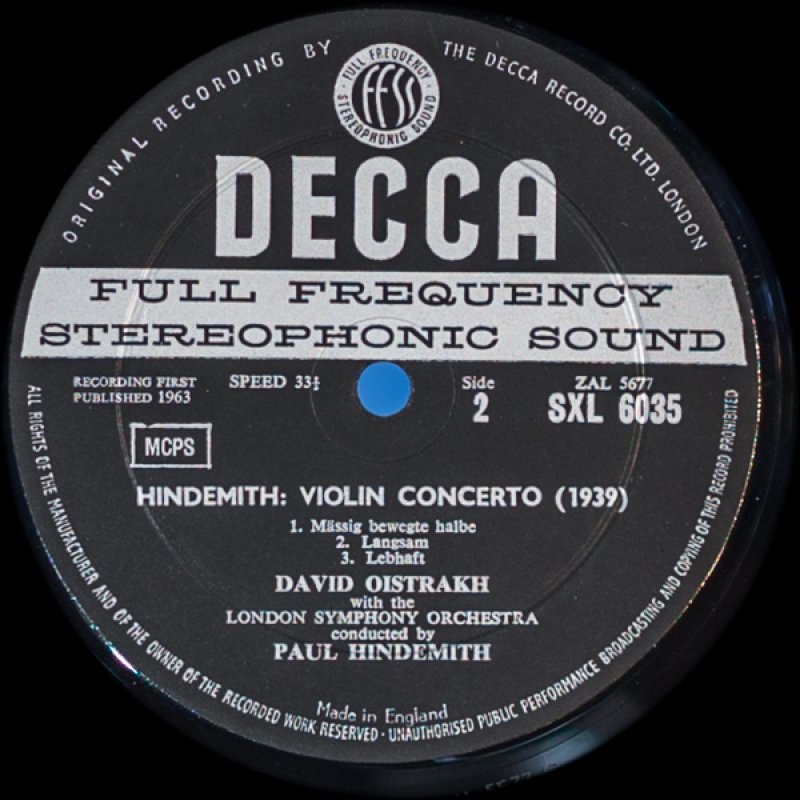 ORIGINAL RECORDING BY
THE DECCA RECORD CO. LTD. LONDON
FULL FREQUENCY
STEREOPHONIC SOUND
FFSS
DECCA
FULL FREQUENCY
STEREOPHONIC SOUND
RECORDING FIRST
PUBLISHED 1963
SPEED 33⅓
Side
2
ZAL 5677
SXL 6035
MCPS
HINDEMITH: VIOLIN CONCERTO (1939)
1. Mässig bewegte halbe
2. Langsam
3. Lebhaft
DAVID OISTRAKH
with the
LONDON SYMPHONY ORCHESTRA
conducted by
PAUL HINDEMITH
Made in England
ALL RIGHTS OF THE MANUFACTURER AND OF THE OWNER OF THE RECORDED WORK RESERVED · UNAUTHORISED PUBLIC PERFORMANCE BROADCASTING AND COPYING OF THIS RECORD PROHIBITED